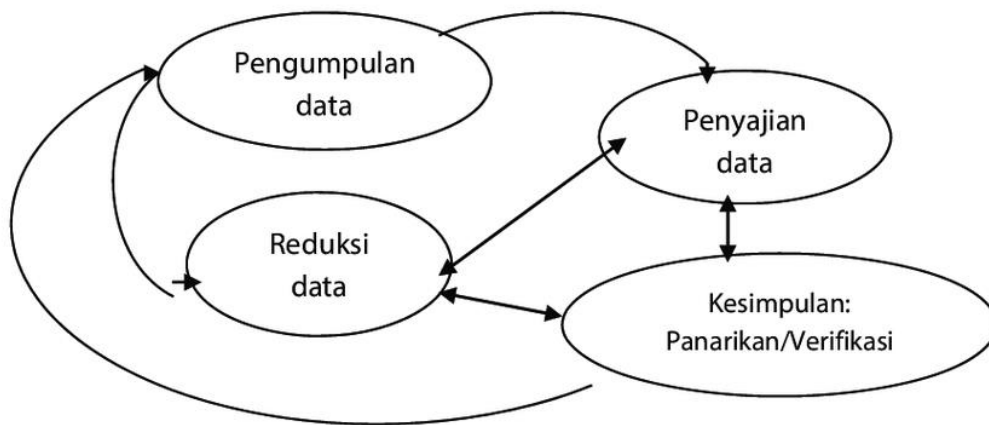 Pengumpulan
data
Penyajian
data
Reduksi
data
Kesimpulan:
Panarikan/Verifikasi